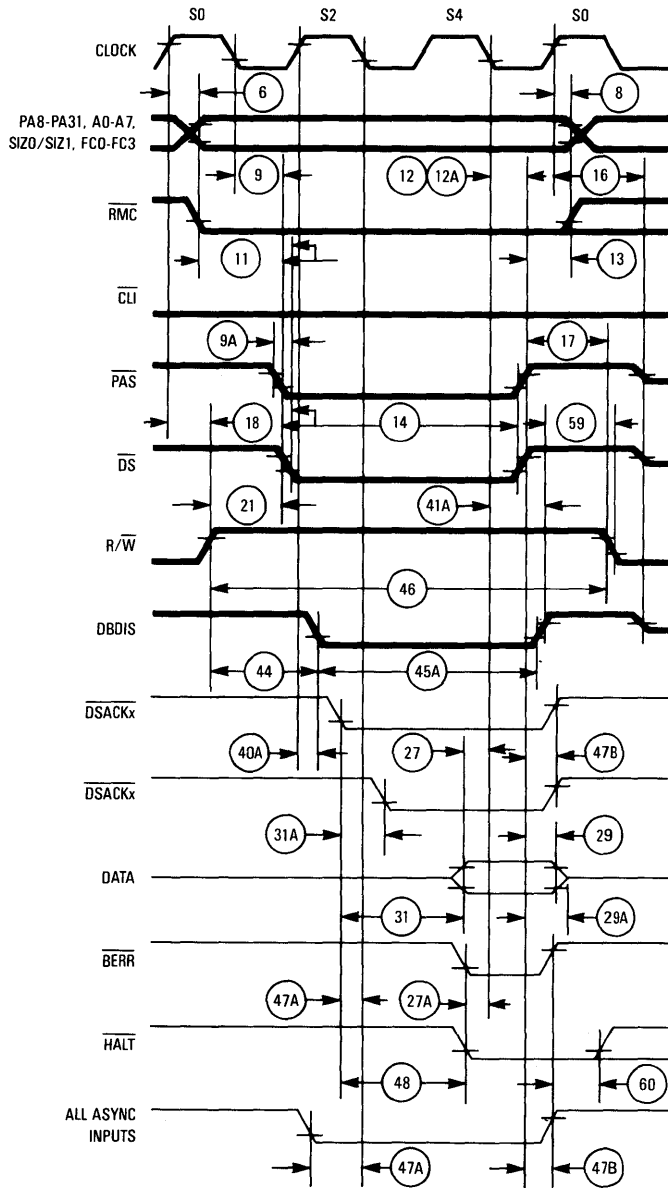 S0 S2 S4 S0
CLOCK
6 8
PA8-PA31, A0-A7,
SIZ0/SIZ1, FC0-FC3
9 12 12A 16
RMC
11 13
CLI
9A 17
PAS
18 14 59
DS
21 41A
R/W
46
DBDIS
44 45A
DSACKx
40A 27 47B
DSACKx
31A 29
DATA
31 29A
BERR
47A 27A
HALT
48 60
ALL ASYNC
INPUTS
47A 47B